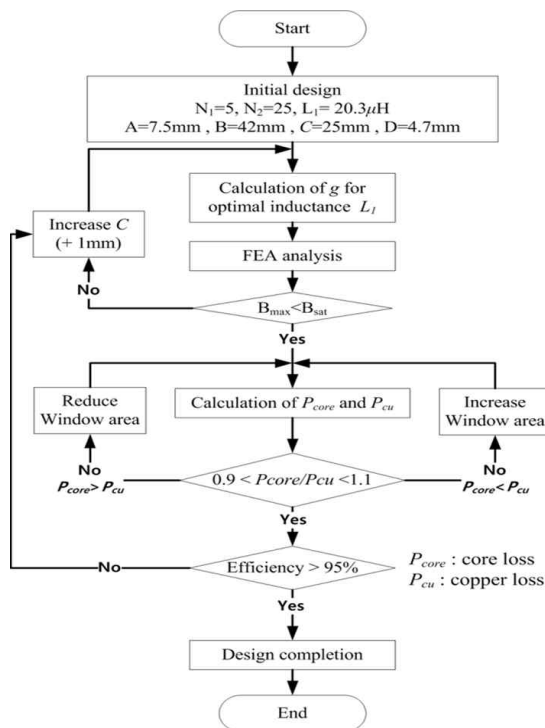 Start
Initial design
N1=5, N2=25, L1= 20.3μH
A=7.5mm , B=42mm , C=25mm , D=4.7mm
Calculation of g for
optimal inductance L1
Increase C
(+ 1mm)
FEA analysis
No
Bmax<Bsat
Yes
Reduce
Window area
Calculation of Pcore and Pcu
Increase
Window area
No
Pcore> Pcu
0.9 < Pcore/Pcu <1.1
No
Pcore< Pcu
Yes
No
Efficiency > 95%
Pcore : core loss
Pcu : copper loss
Yes
Design completion
End